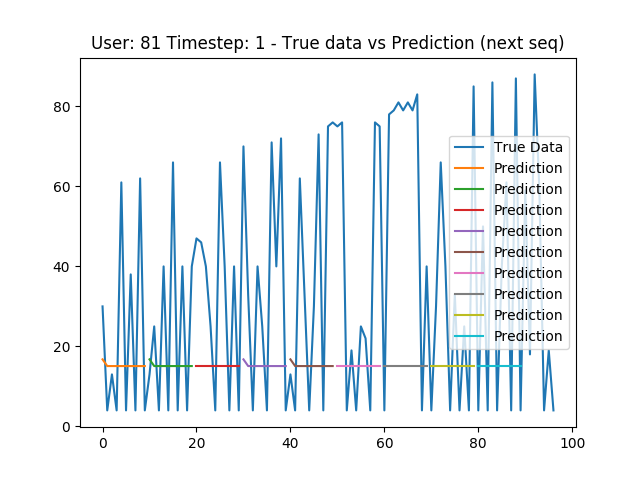 User: 81 Timestep: 1 - True data vs Prediction (next seq)
80
60
40
20
0
0 20 40 60 80 100
True Data
Prediction
Prediction
Prediction
Prediction
Prediction
Prediction
Prediction
Prediction
Prediction